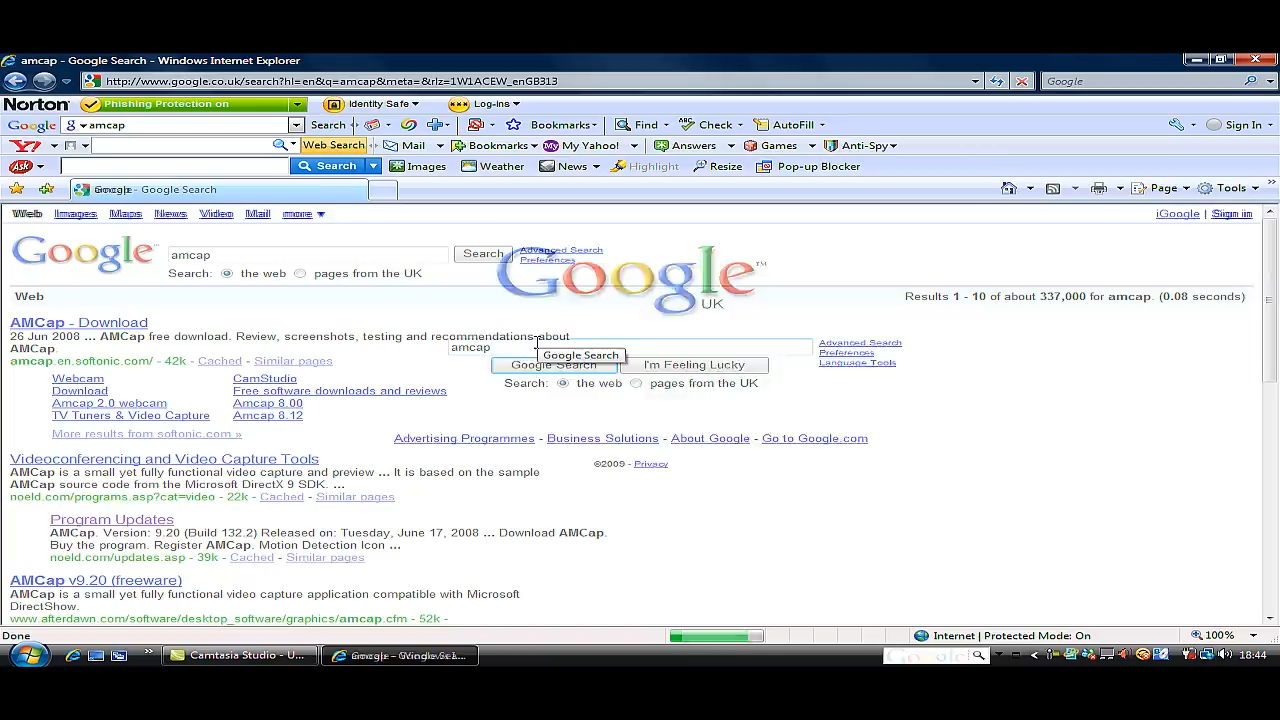 amcap - Google Search - Windows Internet Explorer
http://www.google.co.uk/search?hl=en&q=amcap&meta=&rlz=1W1ACEW_enGB313
Google
Norton
Phishing Protection on
Identity Safe
Log-ins
Google
amcap
Search
Bookmarks
Find
Check
AutoFill
Sign In
Y!
Web Search
Mail
Bookmarks
My Yahoo!
Answers
Games
Anti-Spy
Ask
Search
Images
Weather
News
Highlight
Resize
Pop-up Blocker
Google Search
Page
Tools
Web Images Maps News Video Mail more
iGoogle | Sign in
Google
amcap
Search
Advanced Search
Preferences
Search: the web pages from the UK
Google
UK
Web
Results 1 - 10 of about 337,000 for amcap. (0.08 seconds)
AMCap - Download
26 Jun 2008 ... AMCap free download. Review, screenshots, testing and recommendations about
AMCap.
amcap.en.softonic.com/ - 42k - Cached - Similar pages
amcap
Google Search
Advanced Search
Preferences
Language Tools
Google Search
I'm Feeling Lucky
Search: the web pages from the UK
Webcam
CamStudio
Download
Free software downloads and reviews
Amcap 2.0 webcam
Amcap 8.00
TV Tuners & Video Capture
Amcap 8.12
More results from softonic.com »
Advertising Programmes - Business Solutions - About Google - Go to Google.com
©2009 - Privacy
Videoconferencing and Video Capture Tools
AMCap is a small yet fully functional video capture and preview ... It is based on the sample
AMCap source code from the Microsoft DirectX 9 SDK. ...
noeld.com/programs.asp?cat=video - 22k - Cached - Similar pages
Program Updates
AMCap. Version: 9.20 (Build 132.2) Released on: Tuesday, June 17, 2008 ... Download AMCap.
Buy the program. Register AMCap. Motion Detection Icon ...
noeld.com/updates.asp - 39k - Cached - Similar pages
AMCap v9.20 (freeware)
AMCap is a small yet fully functional video capture application compatible with Microsoft
DirectShow.
www.afterdawn.com/software/desktop_software/graphics/amcap.cfm - 52k -
Done
Internet | Protected Mode: On
100%
Camtasia Studio - U...
Google
18:44